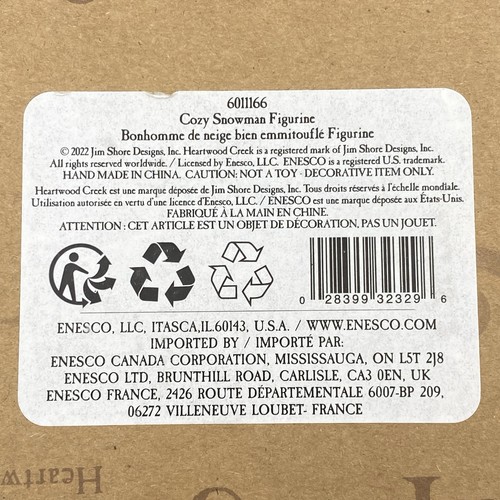 6011166
Cozy Snowman Figurine
Bonhomme de neige bien emmitouflé Figurine
© 2022 Jim Shore Designs, Inc. Heartwood Creek is a registered mark of Jim Shore Designs, Inc.
All rights reserved worldwide. / Licensed by Enesco, LLC. ENESCO is a registered U.S. trademark.
HAND MADE IN CHINA. CAUTION: NOT A TOY - DECORATIVE ITEM ONLY.
Heartwood Creek est une marque déposée de Jim Shore Designs, Inc. Tous droits réservés à l'échelle mondiale.
Utilisation autorisée en vertu d'une licence d'Enesco, LLC. / ENESCO est une marque déposée aux États-Unis.
FABRIQUÉ À LA MAIN EN CHINE.
ATTENTION : CET ARTICLE EST UN OBJET DE DÉCORATION, PAS UN JOUET.
0 28399 32329 6
ENESCO, LLC, ITASCA,IL.60143, U.S.A. / WWW.ENESCO.COM
IMPORTED BY / IMPORTÉ PAR:
ENESCO CANADA CORPORATION, MISSISSAUGA, ON L5T 2J8
ENESCO LTD, BRUNTHILL ROAD, CARLISLE, CA3 0EN, UK
ENESCO FRANCE, 2426 ROUTE DÉPARTEMENTALE 6007-BP 209,
06272 VILLENEUVE LOUBET- FRANCE
Heartw